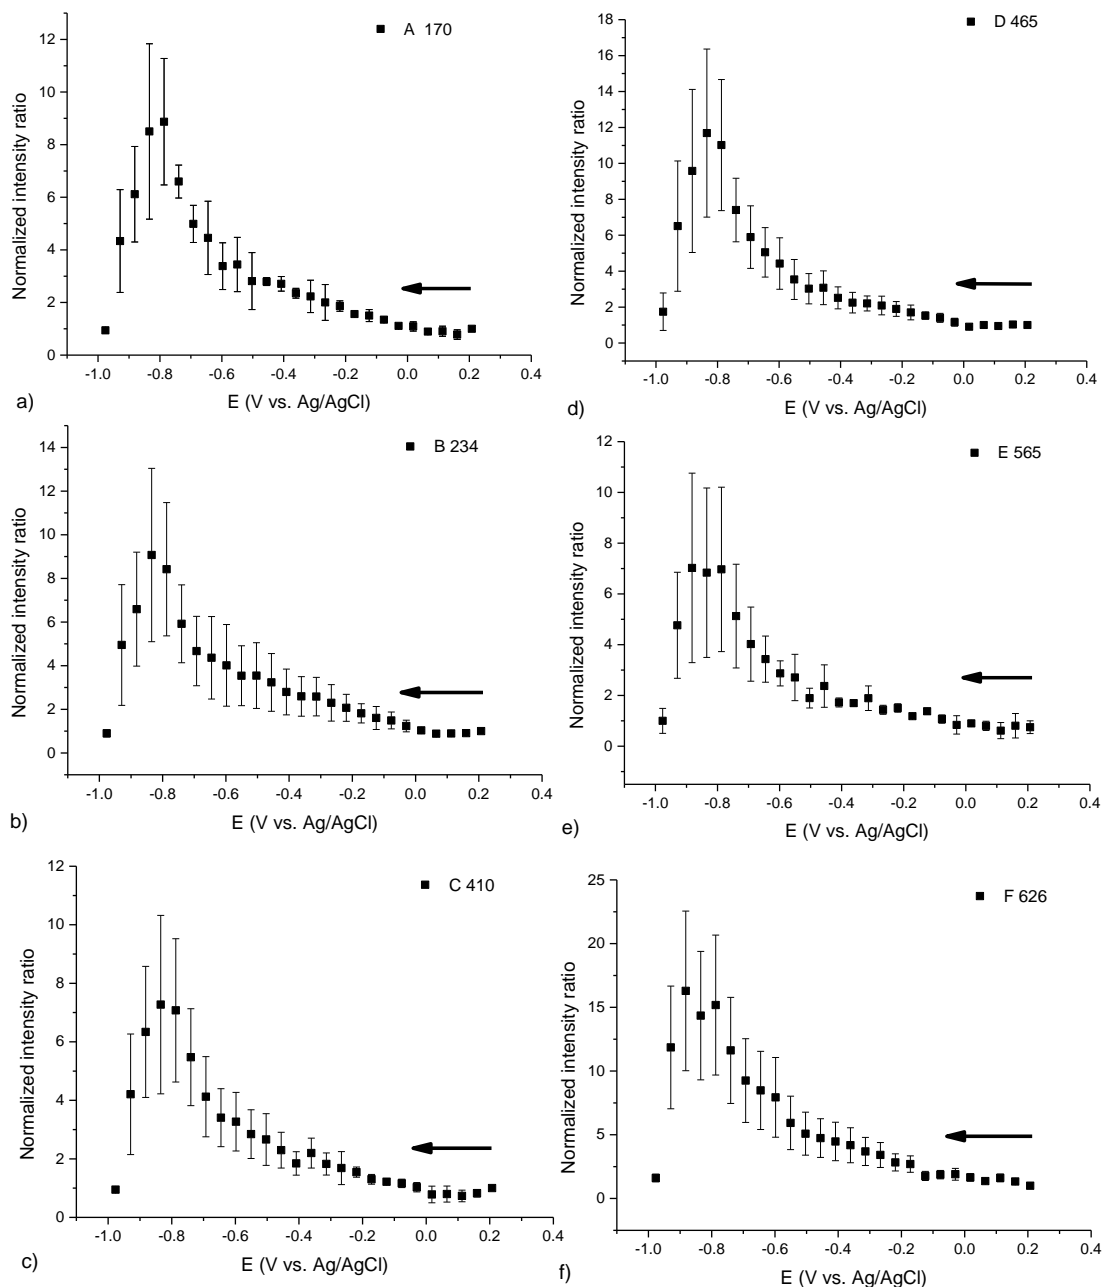 A 170
Normalized intensity ratio
12
10
8
6
4
2
0
-1.0 -0.8 -0.6 -0.4 -0.2 0.0 0.2 0.4
E (V vs. Ag/AgCl)
a)
B 234
Normalized intensity ratio
14
12
10
8
6
4
2
0
-1.0 -0.8 -0.6 -0.4 -0.2 0.0 0.2 0.4
E (V vs. Ag/AgCl)
b)
C 410
Normalized intensity ratio
12
10
8
6
4
2
0
-1.0 -0.8 -0.6 -0.4 -0.2 0.0 0.2 0.4
E (V vs. Ag/AgCl)
c)
D 465
Normalized intensity ratio
18
16
14
12
10
8
6
4
2
0
-1.0 -0.8 -0.6 -0.4 -0.2 0.0 0.2 0.4
E (V vs. Ag/AgCl)
d)
E 565
Normalized intensity ratio
12
10
8
6
4
2
0
-1.0 -0.8 -0.6 -0.4 -0.2 0.0 0.2 0.4
E (V vs. Ag/AgCl)
e)
F 626
Normalized intensity ratio
25
20
15
10
5
0
-1.0 -0.8 -0.6 -0.4 -0.2 0.0 0.2 0.4
E (V vs. Ag/AgCl)
f)